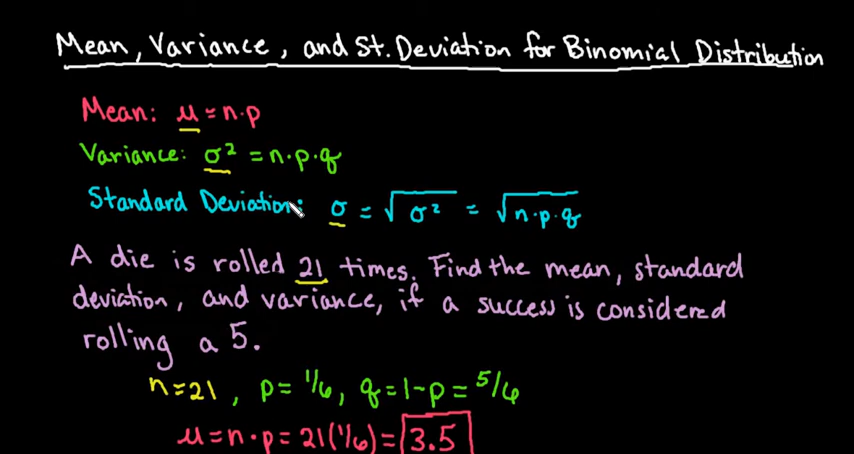 Mean, Variance, and St. Deviation for Binomial Distribution
Mean: μ = n·p
Variance: σ² = n·p·q
Standard Deviation: σ = √σ² = √n·p·q
A die is rolled 21 times. Find the mean, standard
deviation, and variance, if a success is considered
rolling a 5.
n=21, p= 1/6, q=1-p= 5/6
μ=n·p= 21(1/6)= 3.5